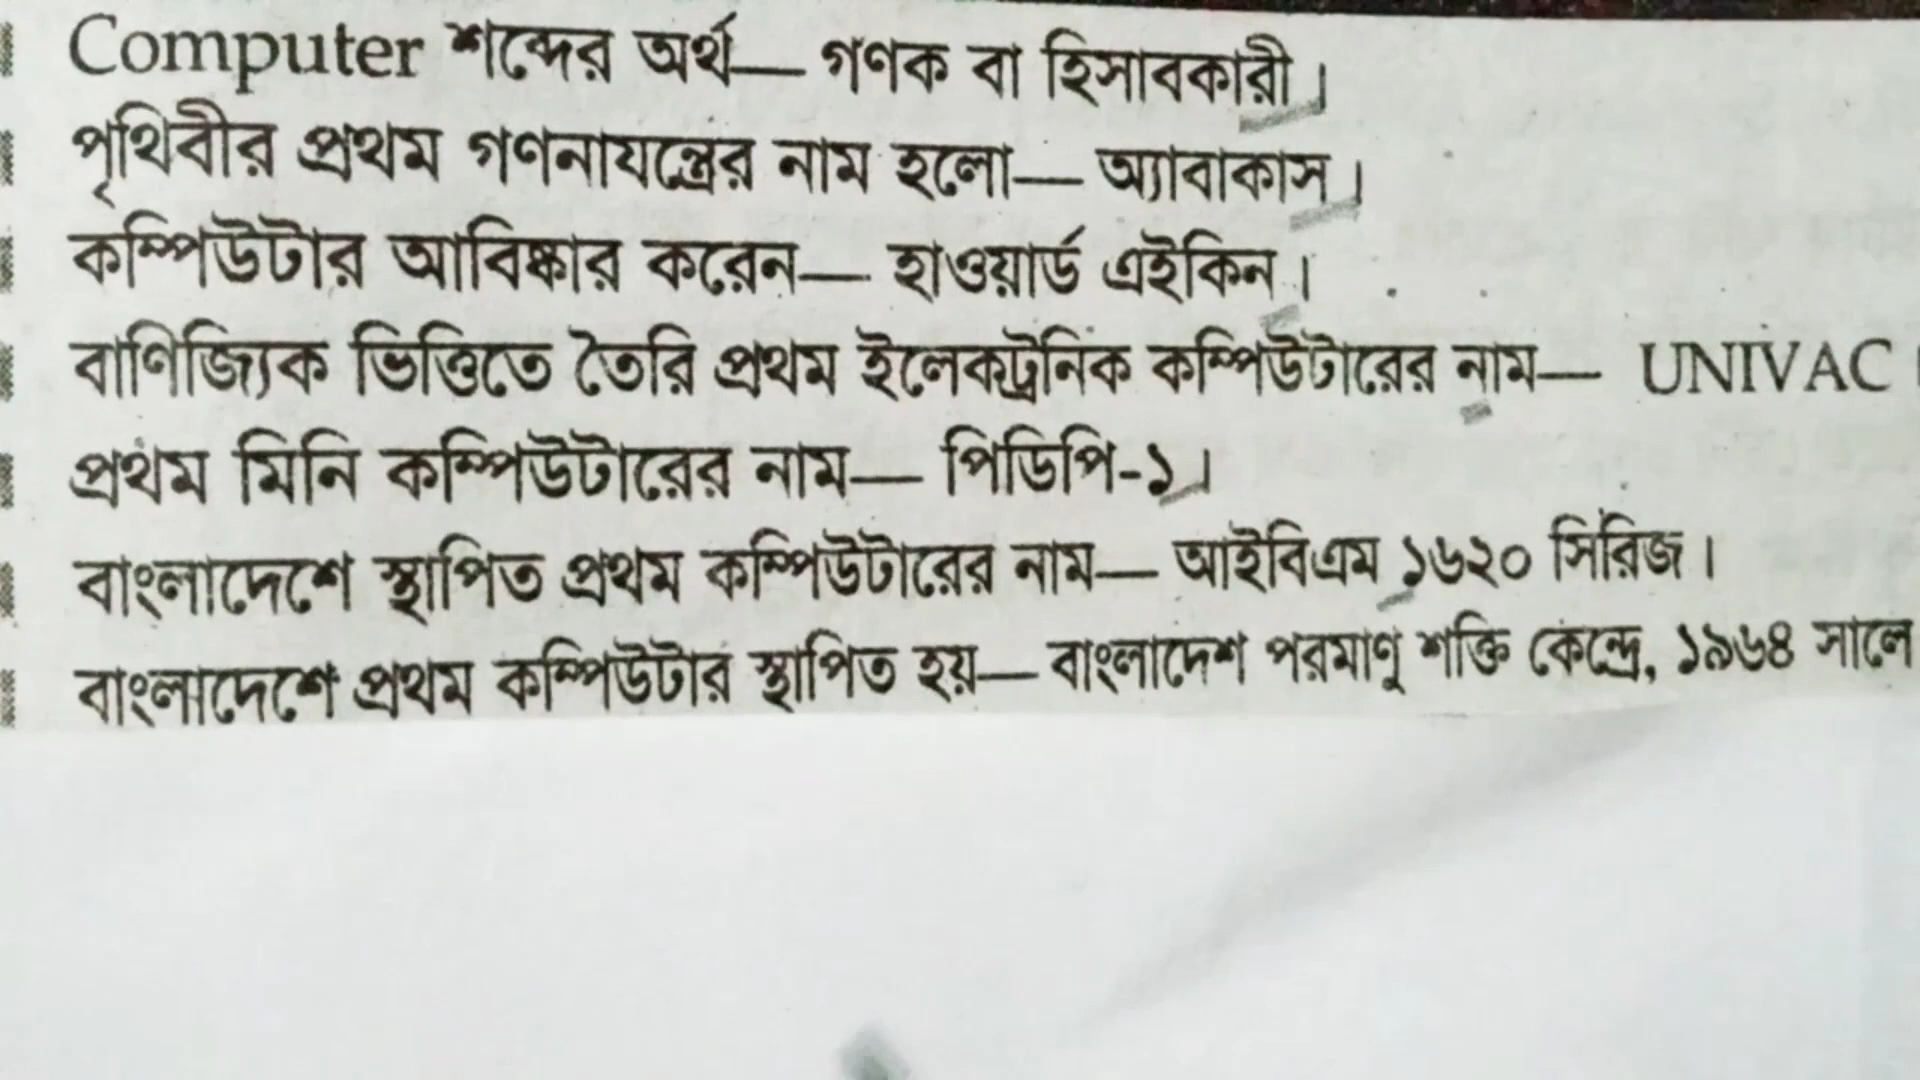 Computer শব্দের অর্থ— গণক বা হিসাবকারী।
পৃথিবীর প্রথম গণনাযন্ত্রের নাম হলো— অ্যাবাকাস।
কম্পিউটার আবিষ্কার করেন— হাওয়ার্ড এইকিন।
বাণিজ্যিক ভিত্তিতে তৈরি প্রথম ইলেকট্রনিক কম্পিউটারের নাম— UNIVAC।
প্রথম মিনি কম্পিউটারের নাম— পিডিপি-১।
বাংলাদেশে স্থাপিত প্রথম কম্পিউটারের নাম— আইবিএম ১৬২০ সিরিজ।
বাংলাদেশে প্রথম কম্পিউটার স্থাপিত হয়— বাংলাদেশ পরমাণু শক্তি কেন্দ্রে, ১৯৬৪ সালে